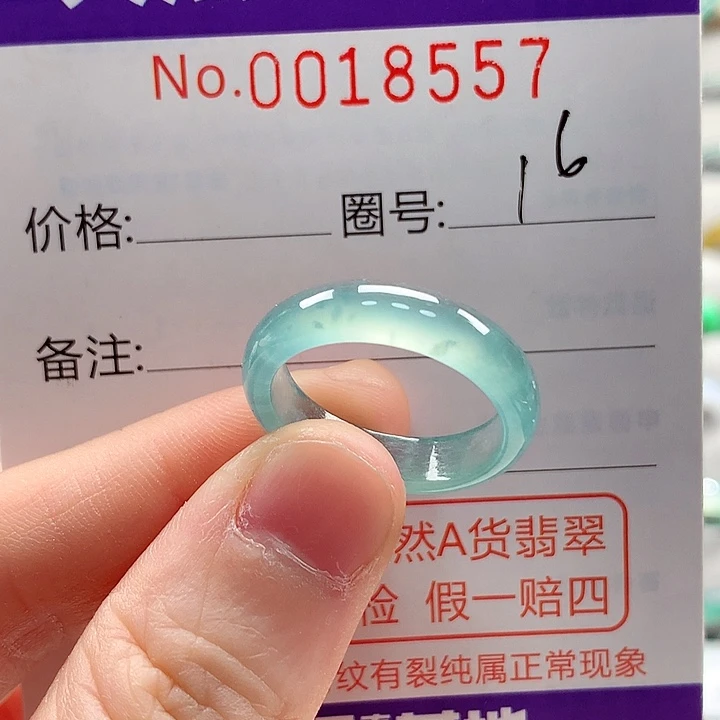 No.0018557
价格: 圈号: 16
备注:
然A货翡翠
检 假一赔四
纹有裂纯属正常现象